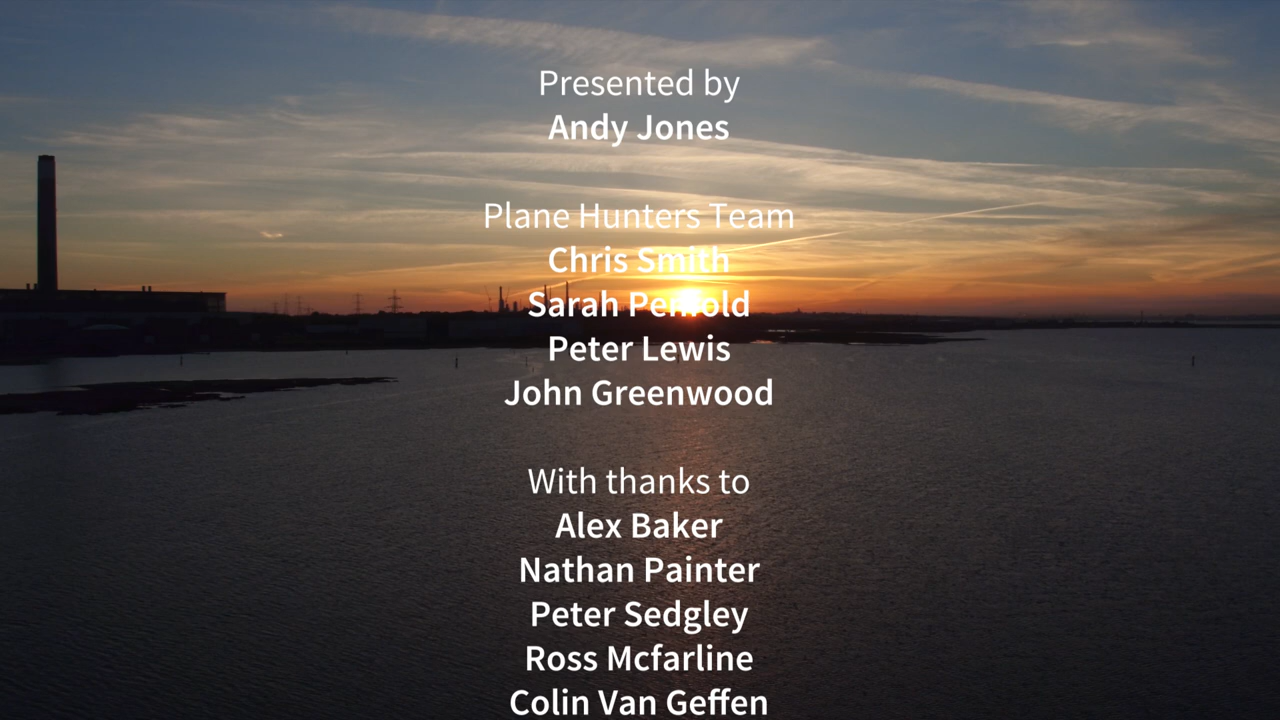 Presented by
Andy Jones
Plane Hunters Team
Chris Smith
Sarah Penfold
Peter Lewis
John Greenwood
With thanks to
Alex Baker
Nathan Painter
Peter Sedgley
Ross Mcfarline
Colin Van Geffen